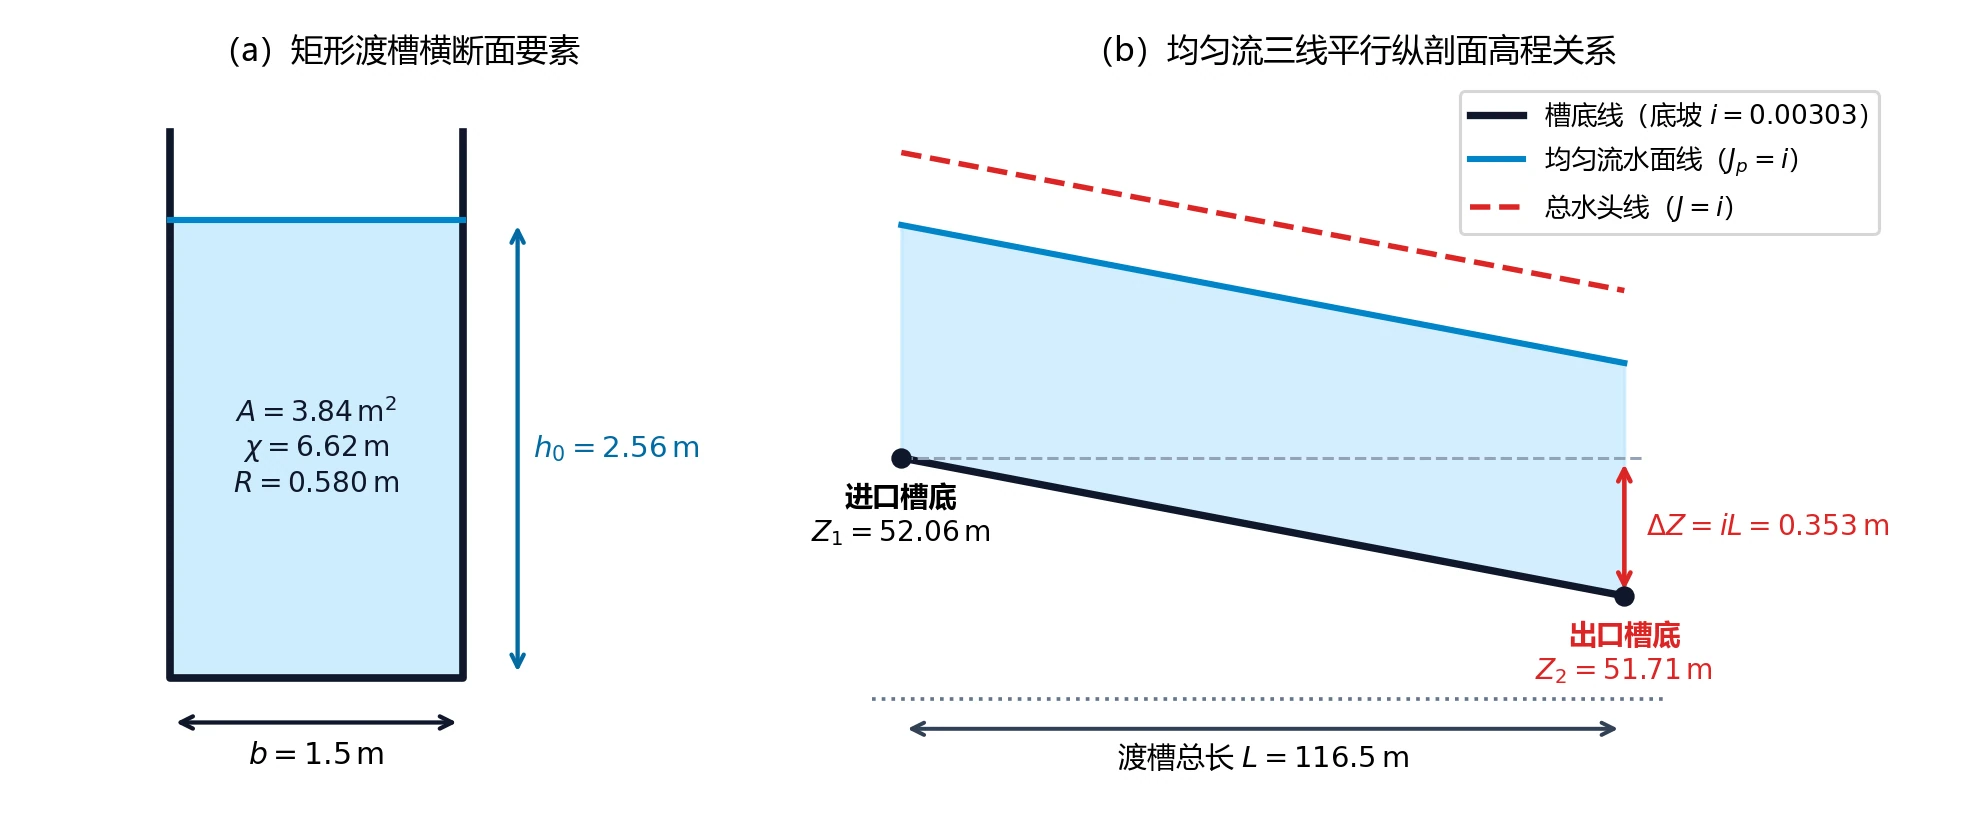 （a）矩形渡槽横断面要素
A = 3.84 m²
χ = 6.62 m
R = 0.580 m
h₀ = 2.56 m
b = 1.5 m
（b）均匀流三线平行纵剖面高程关系
槽底线（底坡 i = 0.00303）
均匀流水面线（Jₚ = i）
总水头线（J = i）
进口槽底
Z₁ = 52.06 m
ΔZ = iL = 0.353 m
出口槽底
Z₂ = 51.71 m
渡槽总长 L = 116.5 m